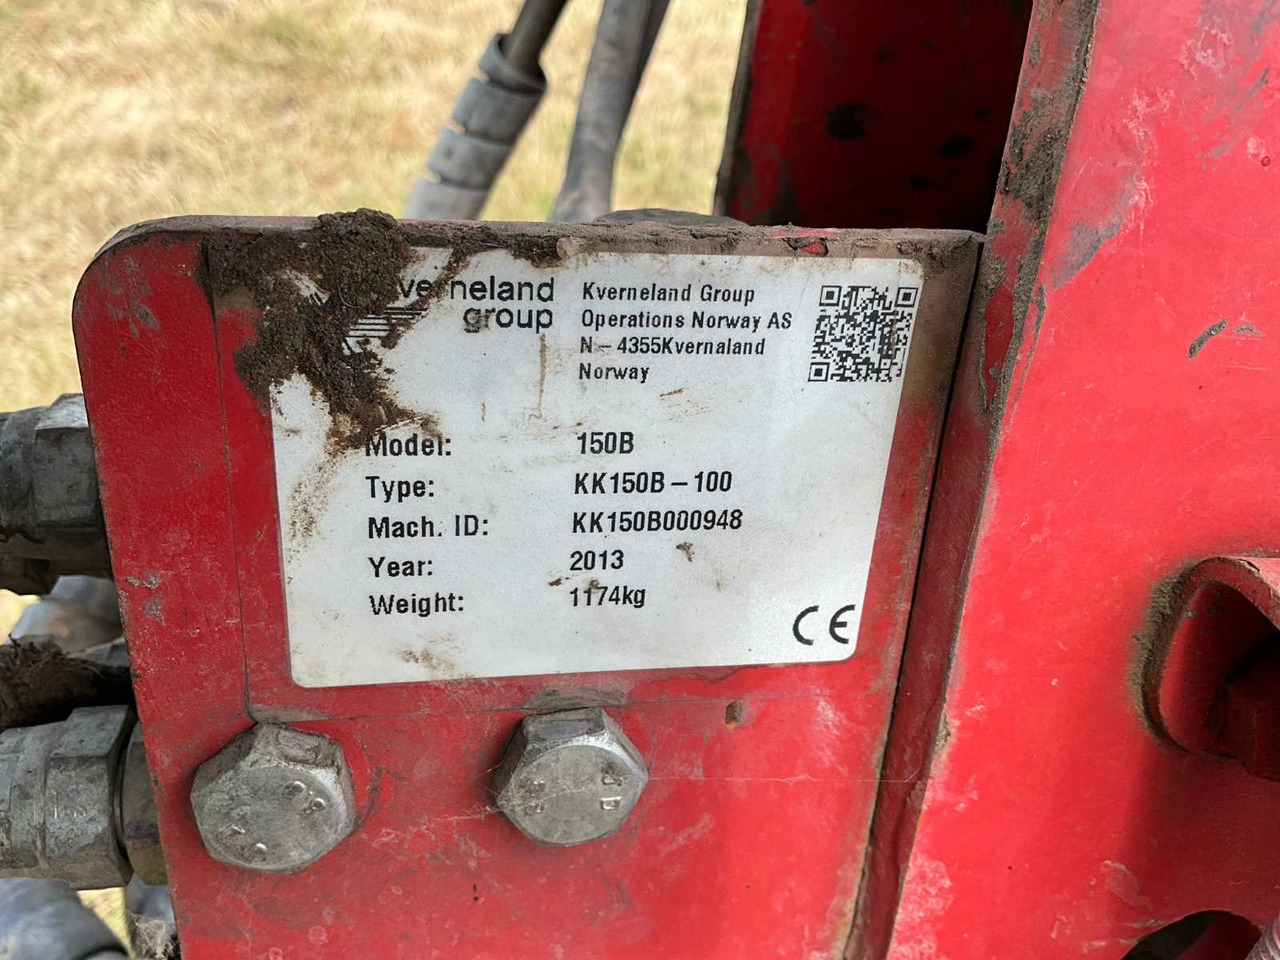 verneland
group
Kverneland Group
Operations Norway AS
N – 4355Kvernaland
Norway
Model: 150B
Type: KK150B – 100
Mach. ID: KK150B000948
Year: 2013
Weight: 1174kg
CE